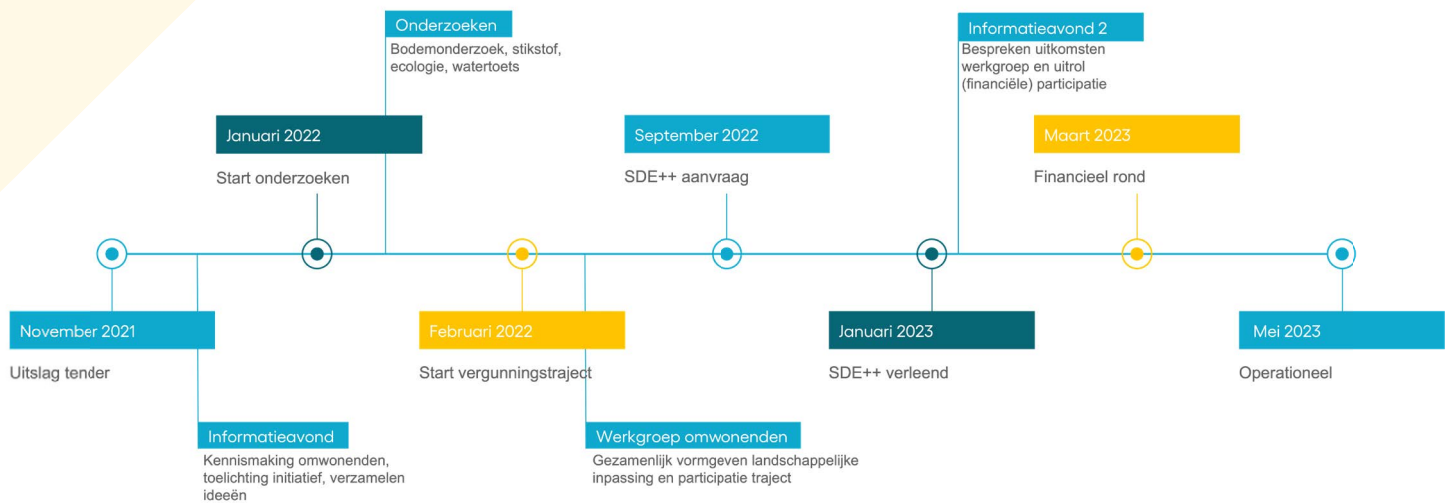 Onderzoeken
Bodemonderzoek, stikstof,
ecologie, watertoets
Informatieavond 2
Bespreken uitkomsten
werkgroep en uitrol
(financiële) participatie
Januari 2022
Start onderzoeken
September 2022
SDE++ aanvraag
Maart 2023
Financieel rond
November 2021
Uitslag tender
Februari 2022
Start vergunningstraject
Januari 2023
SDE++ verleend
Mei 2023
Operationeel
Informatieavond
Kennismaking omwonenden,
toelichting initiatief, verzamelen
ideeën
Werkgroep omwonenden
Gezamenlijk vormgeven landschappelijke
inpassing en participatie traject